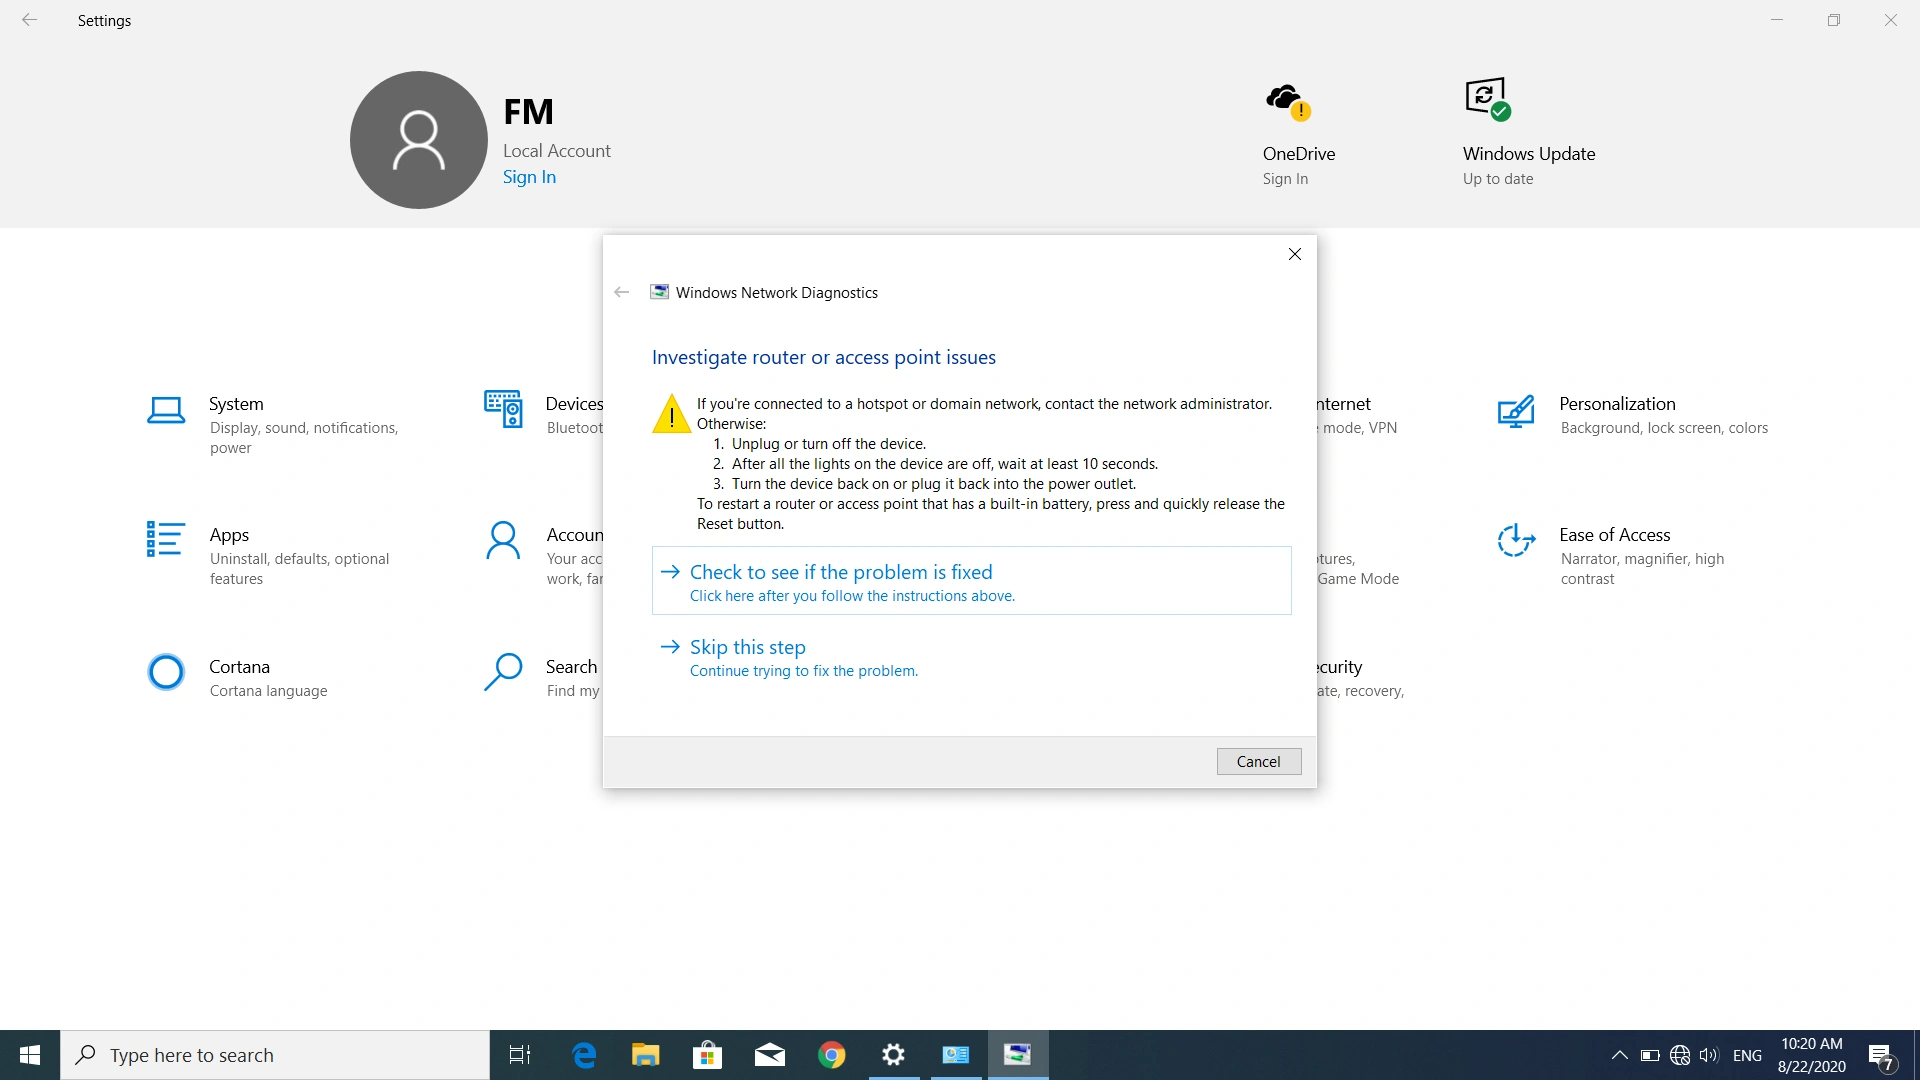 Settings
FM
Local Account
Sign In
OneDrive
Sign In
Windows Update
Up to date
Windows Network Diagnostics
Investigate router or access point issues
If you're connected to a hotspot or domain network, contact the network administrator.
Otherwise:
1. Unplug or turn off the device.
2. After all the lights on the device are off, wait at least 10 seconds.
3. Turn the device back on or plug it back into the power outlet.
To restart a router or access point that has a built-in battery, press and quickly release the
Reset button.
Check to see if the problem is fixed
Click here after you follow the instructions above.
Skip this step
Continue trying to fix the problem.
Cancel
System
Display, sound, notifications,
power
Devices
Bluetoot
nternet
mode, VPN
Personalization
Background, lock screen, colors
Apps
Uninstall, defaults, optional
features
Accoun
Your acc
work, far
tures,
Game Mode
Ease of Access
Narrator, magnifier, high
contrast
Cortana
Cortana language
Search
Find my
curity
ate, recovery,
Type here to search
ENG
10:20 AM
8/22/2020
7